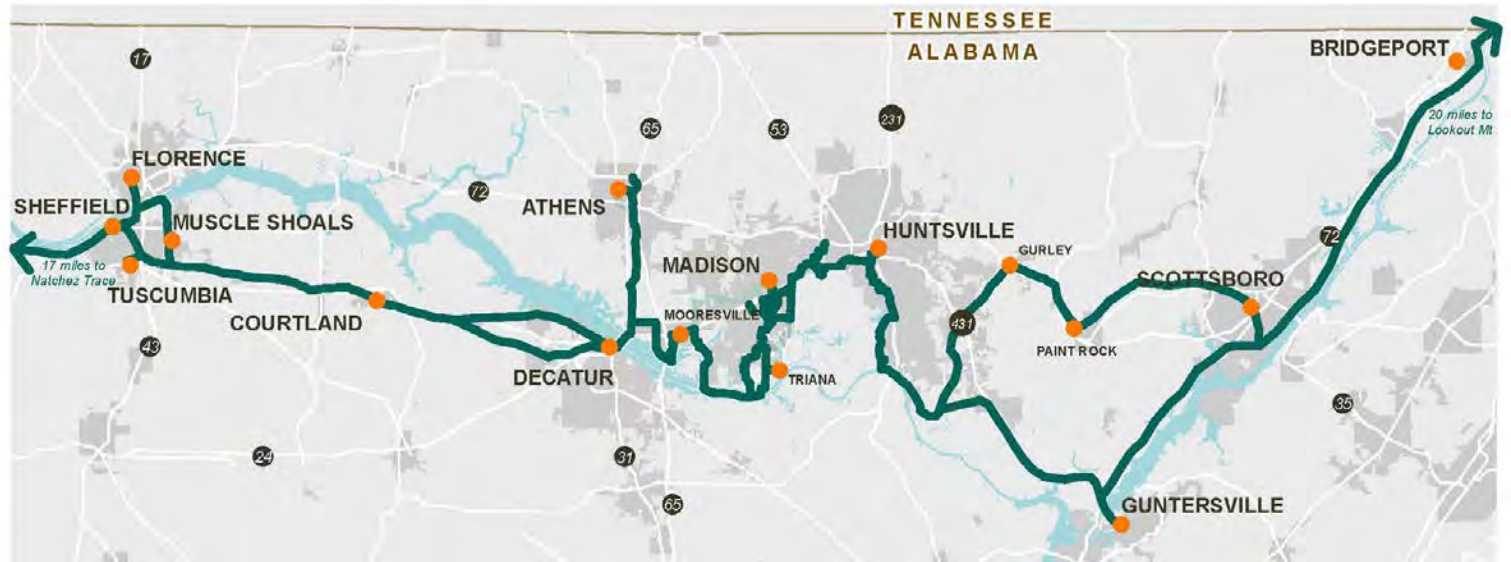 TENNESSEE
ALABAMA
BRIDGEPORT
17
65
53
231
20 miles to
Lookout Mt
FLORENCE
72
ATHENS
SHEFFIELD
MUSCLE SHOALS
HUNTSVILLE
72
GURLEY
MADISON
SCOTTSBORO
17 miles to
Natchez Trace
TUSCUMBIA
MOORESVILLE
COURTLAND
431
43
PAINT ROCK
DECATUR
TRIANA
35
24
31
65
GUNTERSVILLE